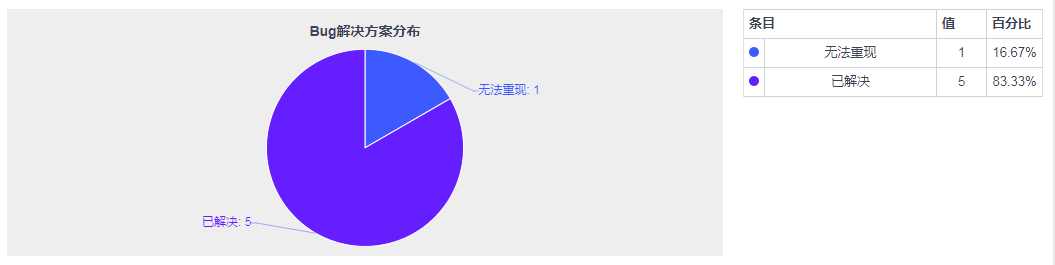 Bug解决方案分布
无法重现: 1
已解决: 5
条目 值 百分比
无法重现 1 16.67%
已解决 5 83.33%